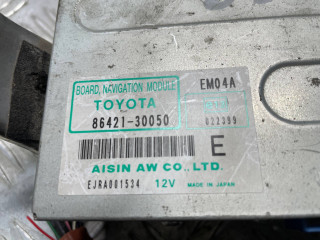 BOARD, NAVIGATION MODULE
EM04A
TOYOTA
86421-30050
022399
E
AISIN AW CO., LTD.
EJRA001534
12V
MADE IN JAPAN